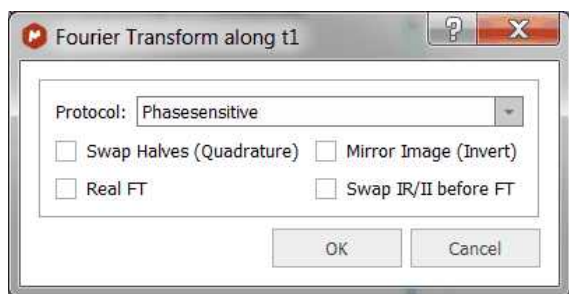 Fourier Transform along t1
Protocol: Phasesensitive
Swap Halves (Quadrature) Mirror Image (Invert)
Real FT Swap IR/II before FT
OK Cancel